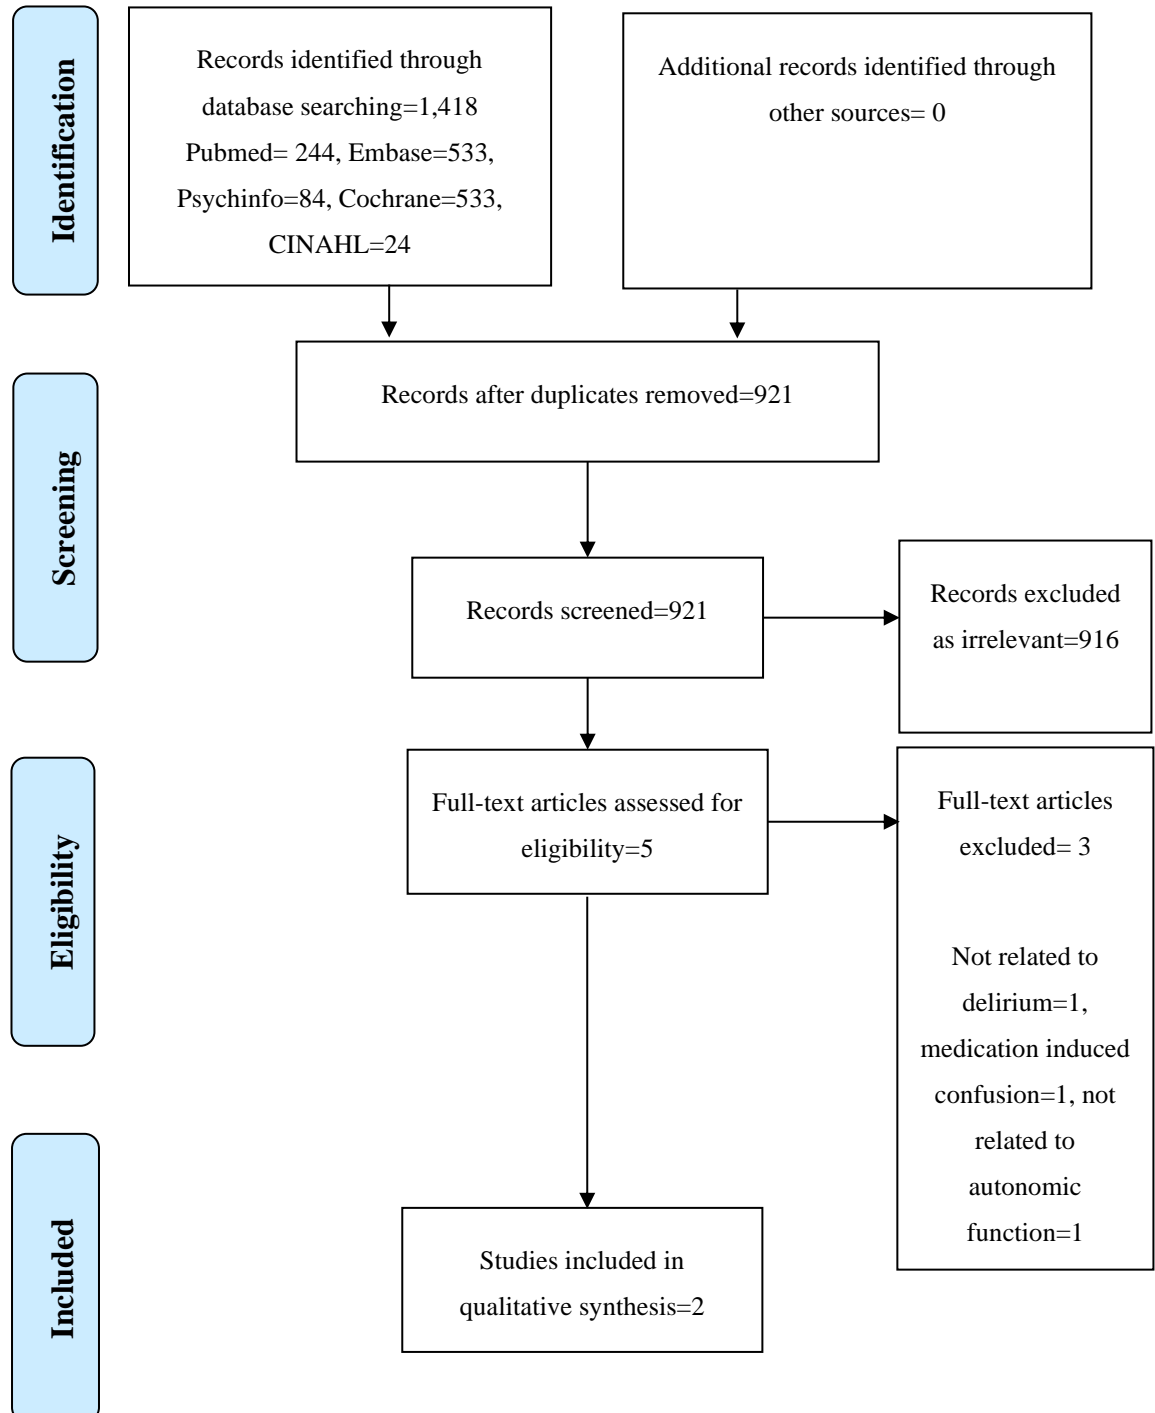 Identification
Records identified through
database searching=1,418
Pubmed= 244, Embase=533,
Psychinfo=84, Cochrane=533,
CINAHL=24
Additional records identified through
other sources= 0
Records after duplicates removed=921
Screening
Records screened=921
Records excluded
as irrelevant=916
Eligibility
Full-text articles assessed for
eligibility=5
Full-text articles
excluded= 3
Not related to
delirium=1,
medication induced
confusion=1, not
related to
autonomic
function=1
Included
Studies included in
qualitative synthesis=2